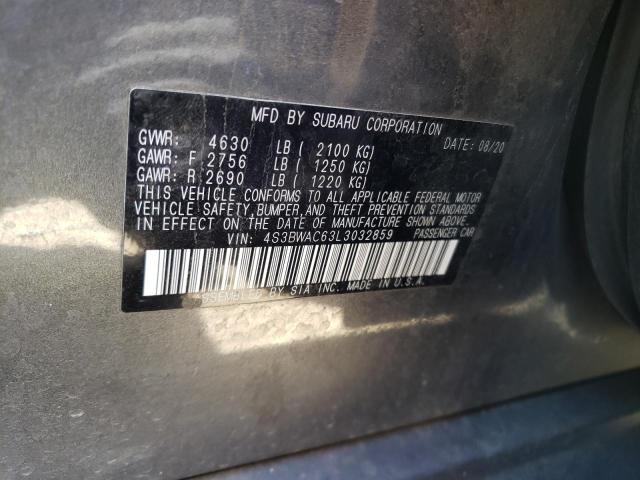 MFD BY SUBARU CORPORATION
GVWR: 4630 LB ( 2100 KG) DATE: 08/20
GAWR: F 2756 LB ( 1250 KG)
GAWR: R 2690 LB ( 1220 KG)
THIS VEHICLE CONFORMS TO ALL APPLICABLE FEDERAL MOTOR
VEHICLE SAFETY, BUMPER, AND THEFT PREVENTION STANDARDS
IN EFFECT ON THE DATE OF MANUFACTURE SHOWN ABOVE.
VIN: 4S3BWAC63L3032859 PASSENGER CAR
ASSEMBLED BY SIA INC. MADE IN U.S.A.